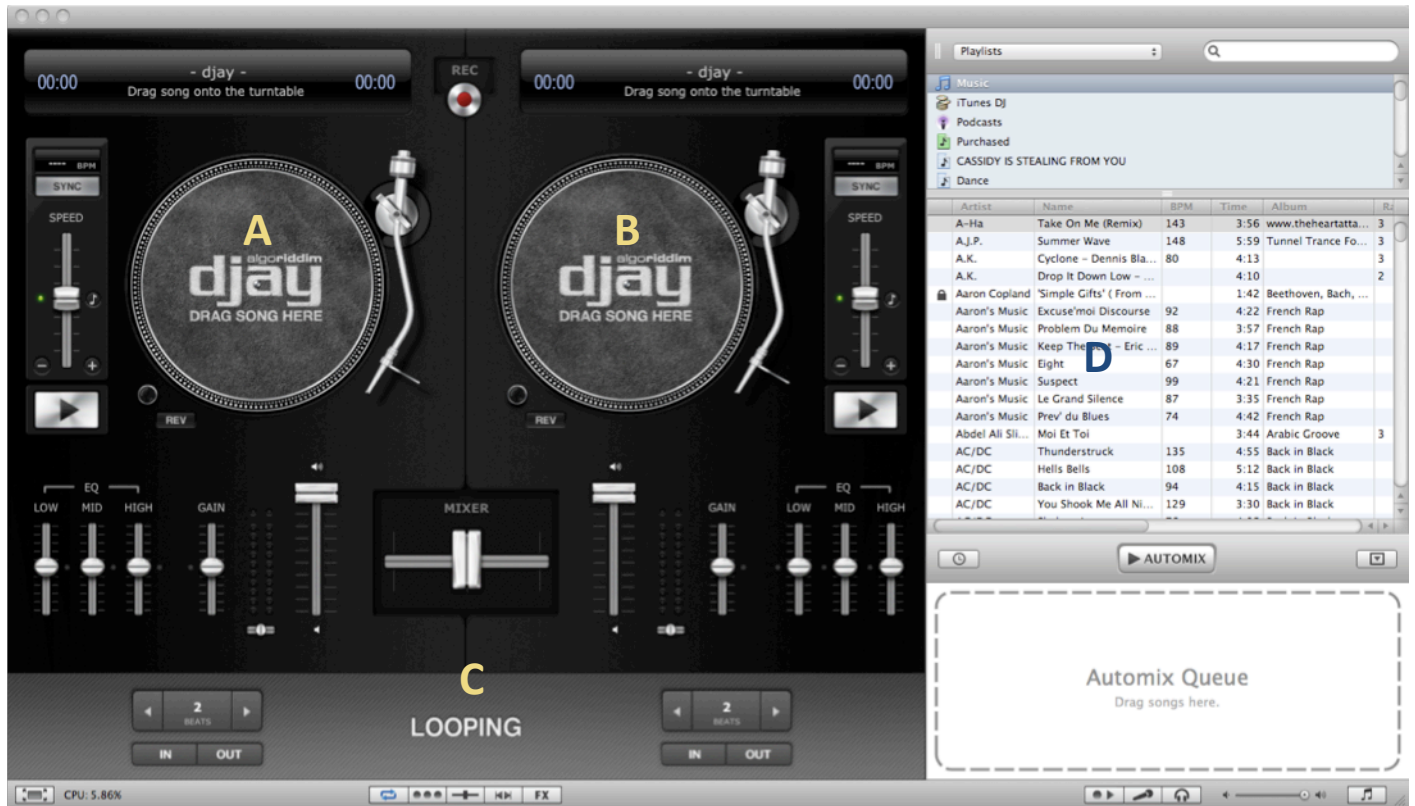 - djay -
00:00 Drag song onto the turntable 00:00
REC
- djay -
00:00 Drag song onto the turntable 00:00
---- BPM
SYNC
SPEED
A
algoriddim
djay
DRAG SONG HERE
REV
B
algoriddim
djay
DRAG SONG HERE
REV
---- BPM
SYNC
SPEED
EQ
LOW MID HIGH GAIN
MIXER
EQ
GAIN LOW MID HIGH
C
2
BEATS
IN OUT
LOOPING
2
BEATS
IN OUT
CPU: 5.86%
FX
Playlists
Music
iTunes DJ
Podcasts
Purchased
CASSIDY IS STEALING FROM YOU
Dance
Artist Name BPM Time Album Ra
A-Ha Take On Me (Remix) 143 3:56 www.theheartatta... 3
A.J.P. Summer Wave 148 5:59 Tunnel Trance Fo... 3
A.K. Cyclone – Dennis Bla... 80 4:13 3
A.K. Drop It Down Low – ... 4:10 2
Aaron Copland 'Simple Gifts' ( From ... 1:42 Beethoven, Bach, ...
Aaron's Music Excuse'moi Discourse 92 4:22 French Rap
Aaron's Music Problem Du Memoire 88 3:57 French Rap
Aaron's Music Keep The Beat – Eric ... 89 4:17 French Rap
D
Aaron's Music Eight 67 4:30 French Rap
Aaron's Music Suspect 99 4:21 French Rap
Aaron's Music Le Grand Silence 87 3:35 French Rap
Aaron's Music Prev' du Blues 74 4:42 French Rap
Abdel Ali Sli... Moi Et Toi 3:44 Arabic Groove 3
AC/DC Thunderstruck 135 4:55 Back in Black
AC/DC Hells Bells 108 5:12 Back in Black
AC/DC Back in Black 94 4:15 Back in Black
AC/DC You Shook Me All Ni... 129 3:30 Back in Black
AUTOMIX
Automix Queue
Drag songs here.